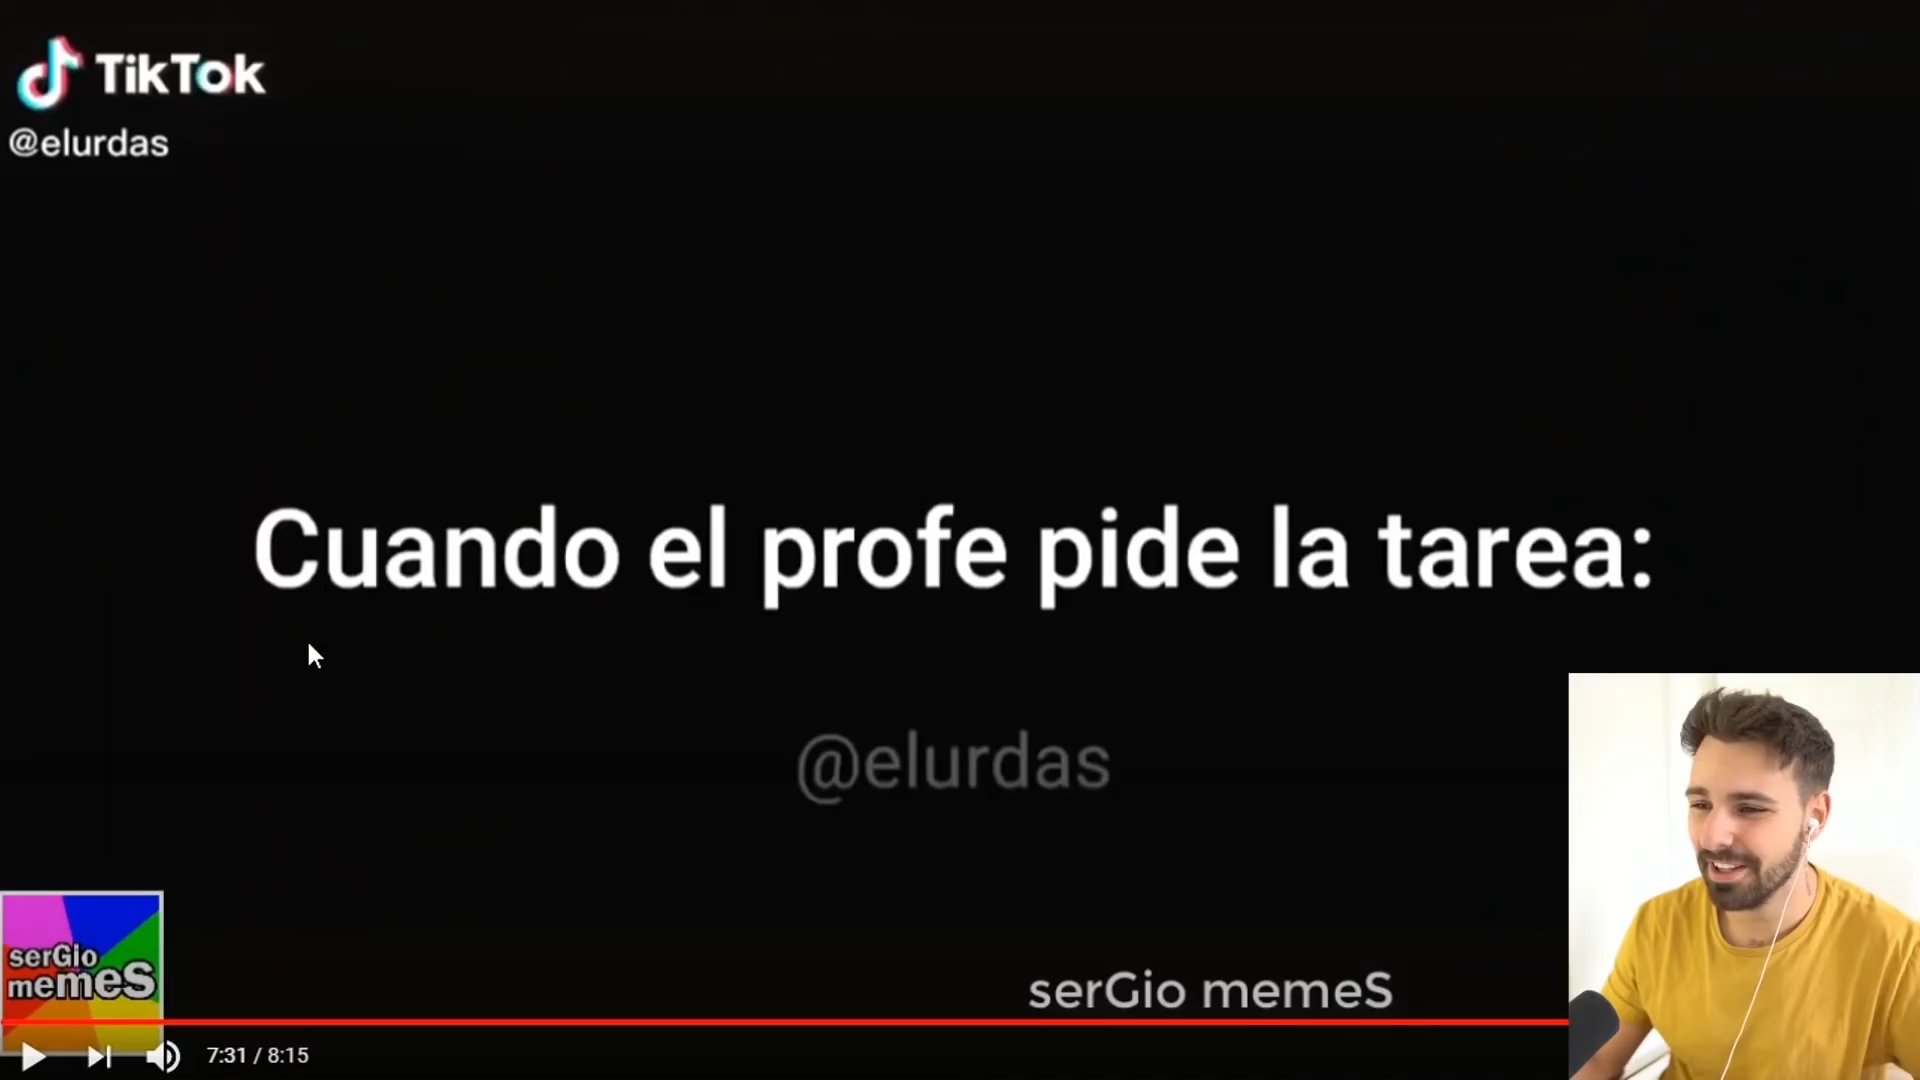 TikTok
@elurdas
Cuando el profe pide la tarea:
@elurdas
serGio
memeS
serGio memeS
7:31 / 8:15